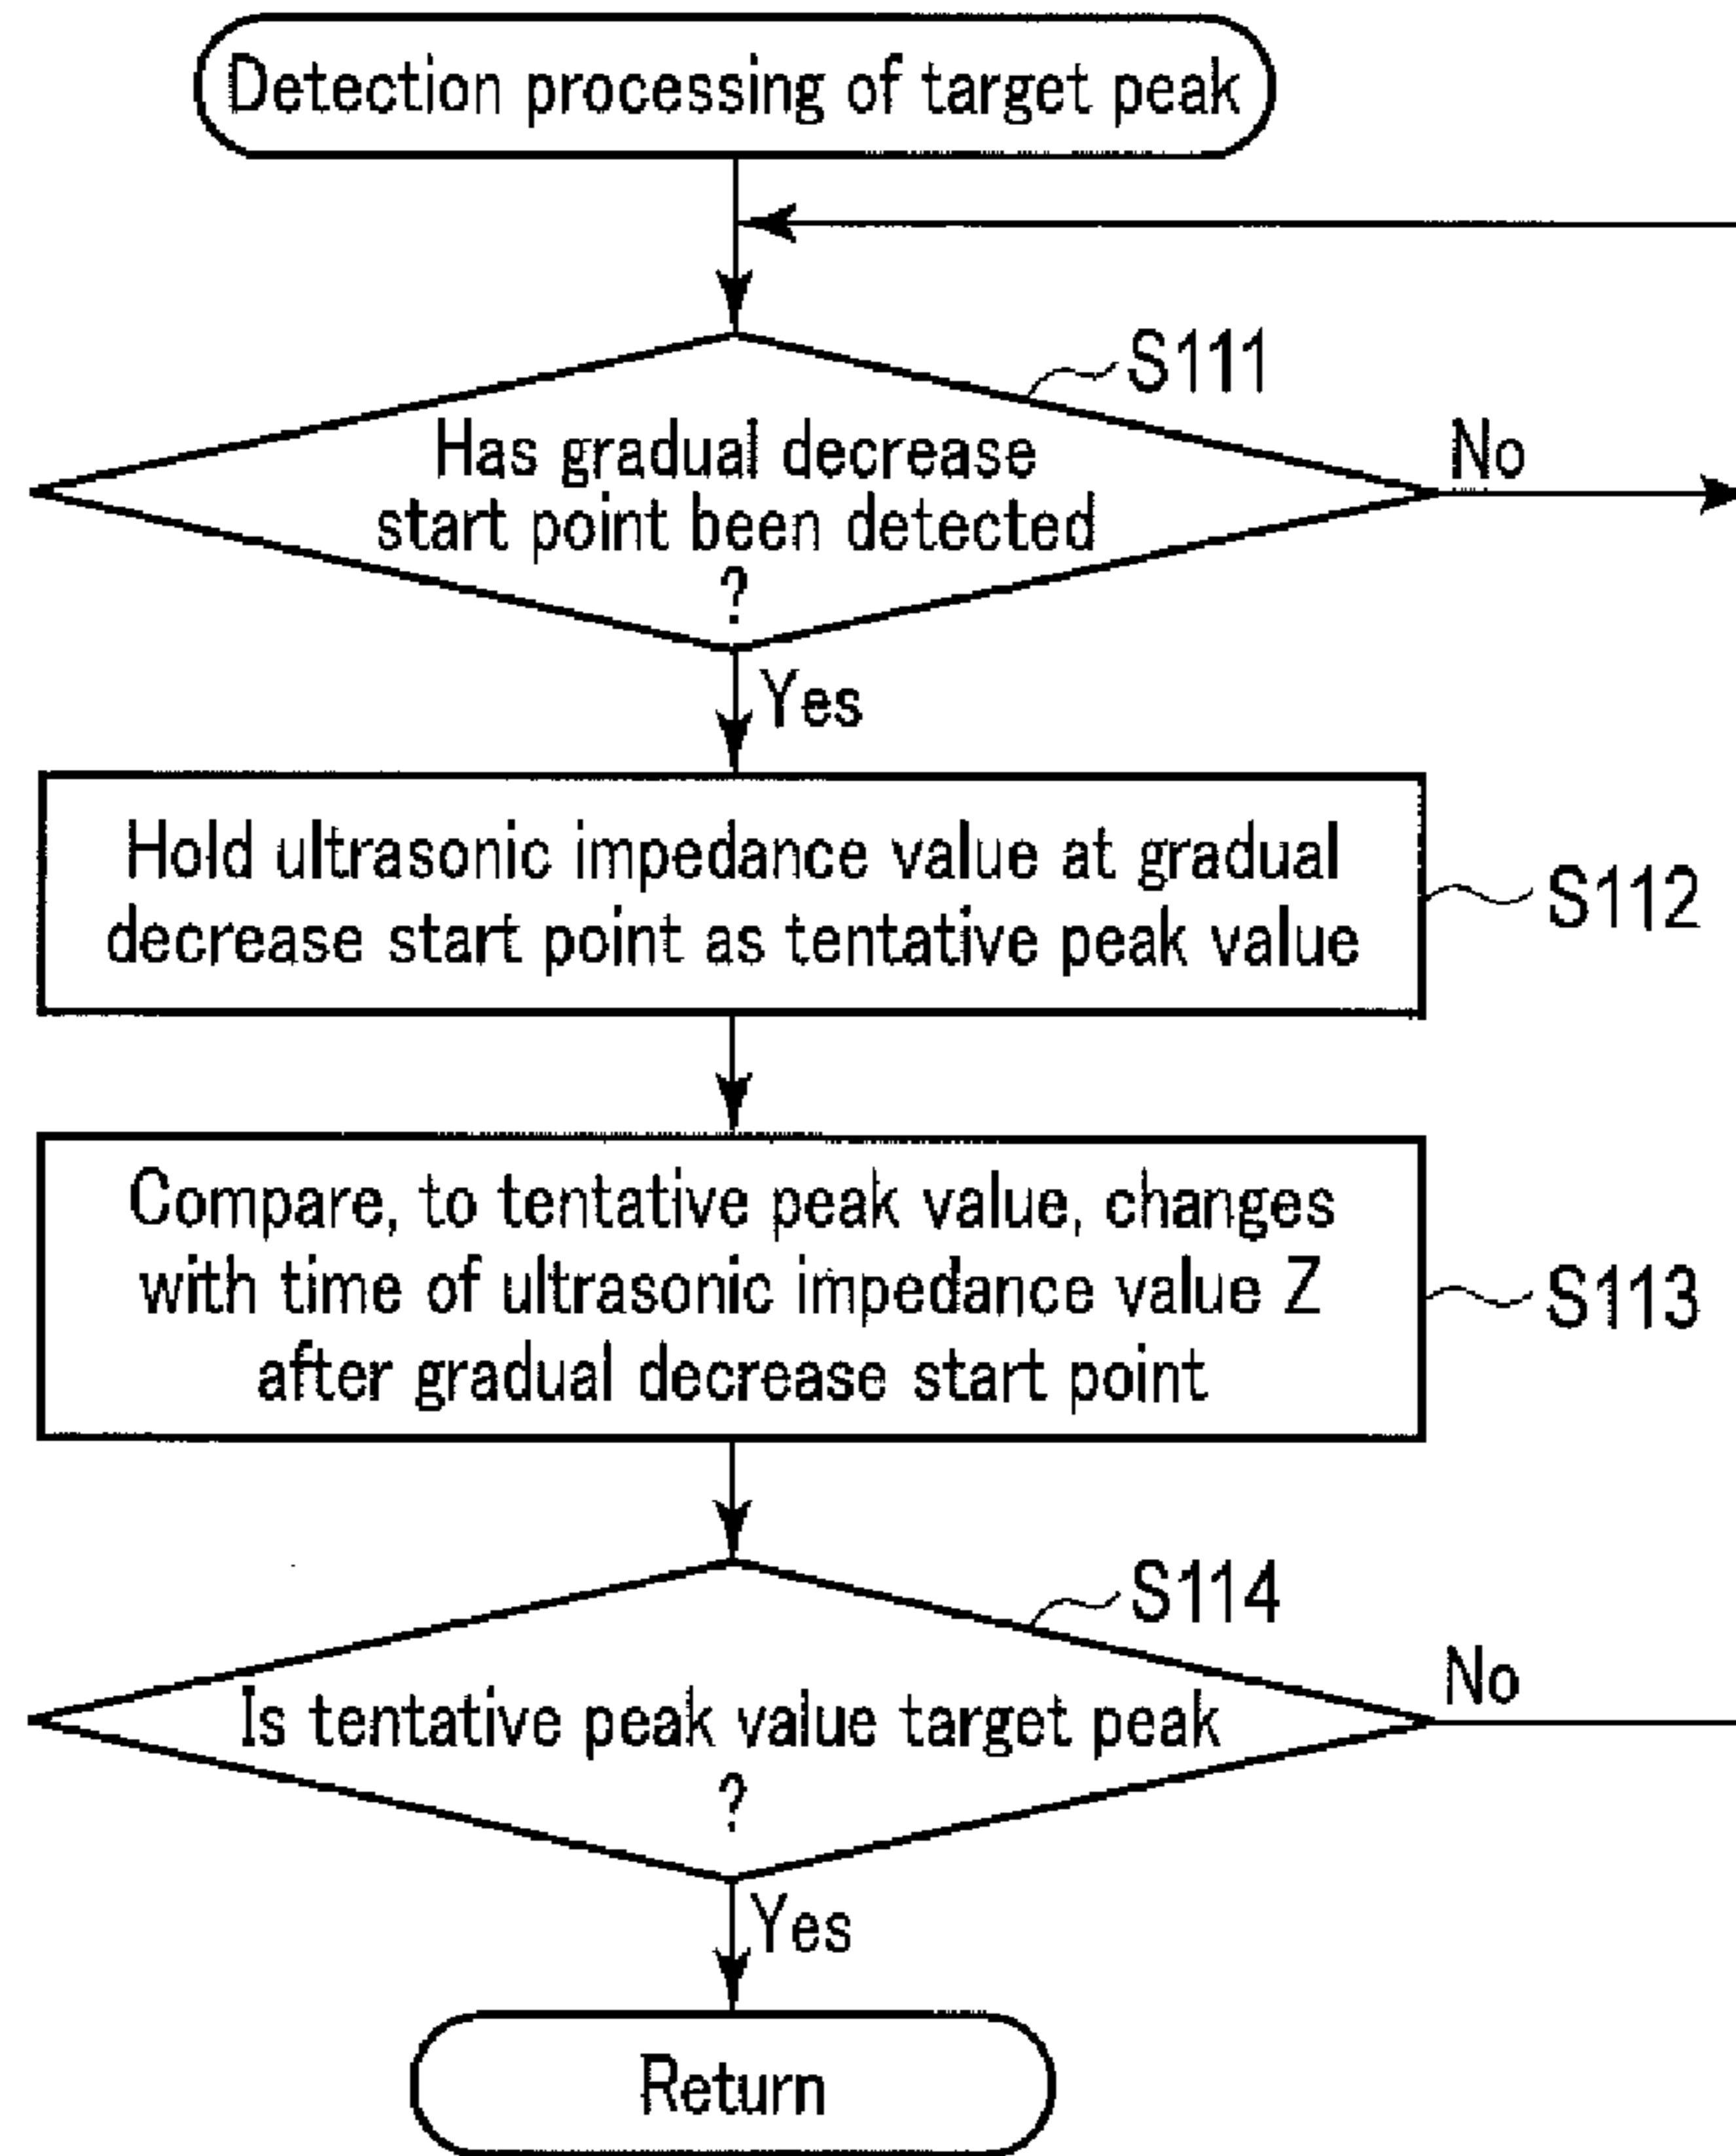 Detection processing of target peak
S111
Has gradual decrease
start point been detected
?
No
Yes
Hold ultrasonic impedance value at gradual
decrease start point as tentative peak value
S112
Compare, to tentative peak value, changes
with time of ultrasonic impedance value Z
after gradual decrease start point
S113
S114
Is tentative peak value target peak
?
No
Yes
Return